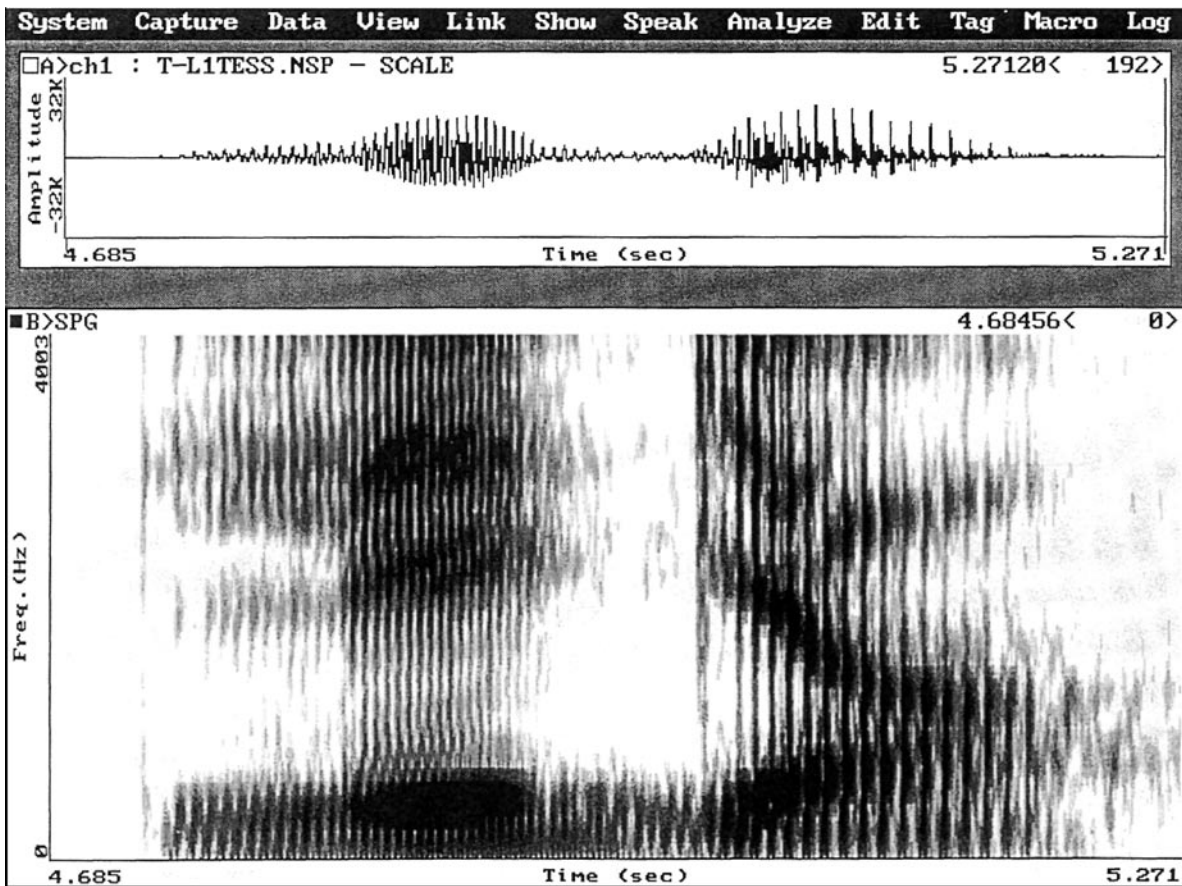 System Capture Data View Link Show Speak Analyze Edit Tag Macro Log
□A>ch1 : T-L1TESS.NSP - SCALE 5.27120< 192>
Amplitude
32K
-32K
4.685 Time (sec) 5.271
■B>SPG 4.68456< 0>
4003
Freq.(Hz)
0
4.685 Time (sec) 5.271